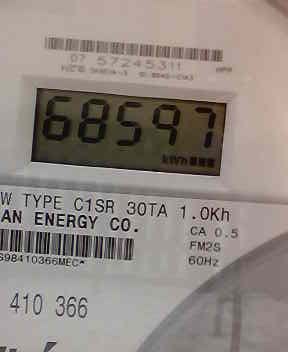 07 57245311
68597
kWh
W TYPE C1SR 30TA 1.0Kh
AN ENERGY CO.
CA 0.5
FM2S
S98410366MEC*
60Hz
410 366